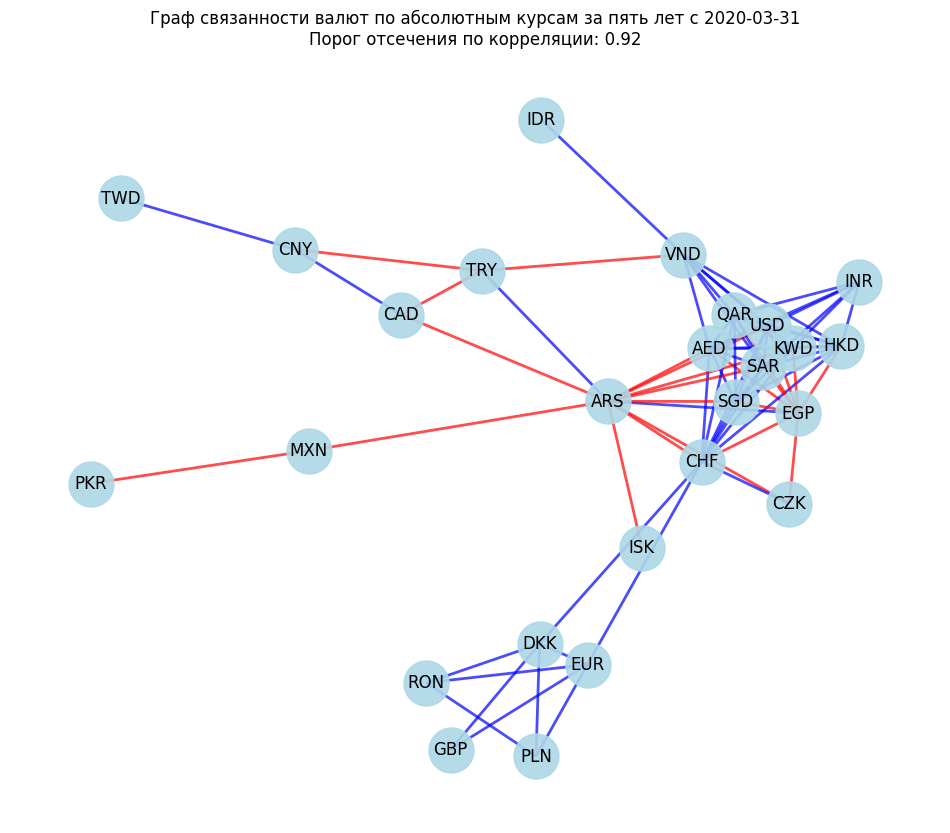 Граф связанности валют по абсолютным курсам за пять лет с 2020-03-31
Порог отсечения по корреляции: 0.92
IDR
TWD
CNY
TRY
VND
INR
CAD
QAR
USD
AED
KWD
HKD
SAR
ARS
SGD
EGP
MXN
CHF
PKR
CZK
ISK
DKK
EUR
RON
GBP
PLN